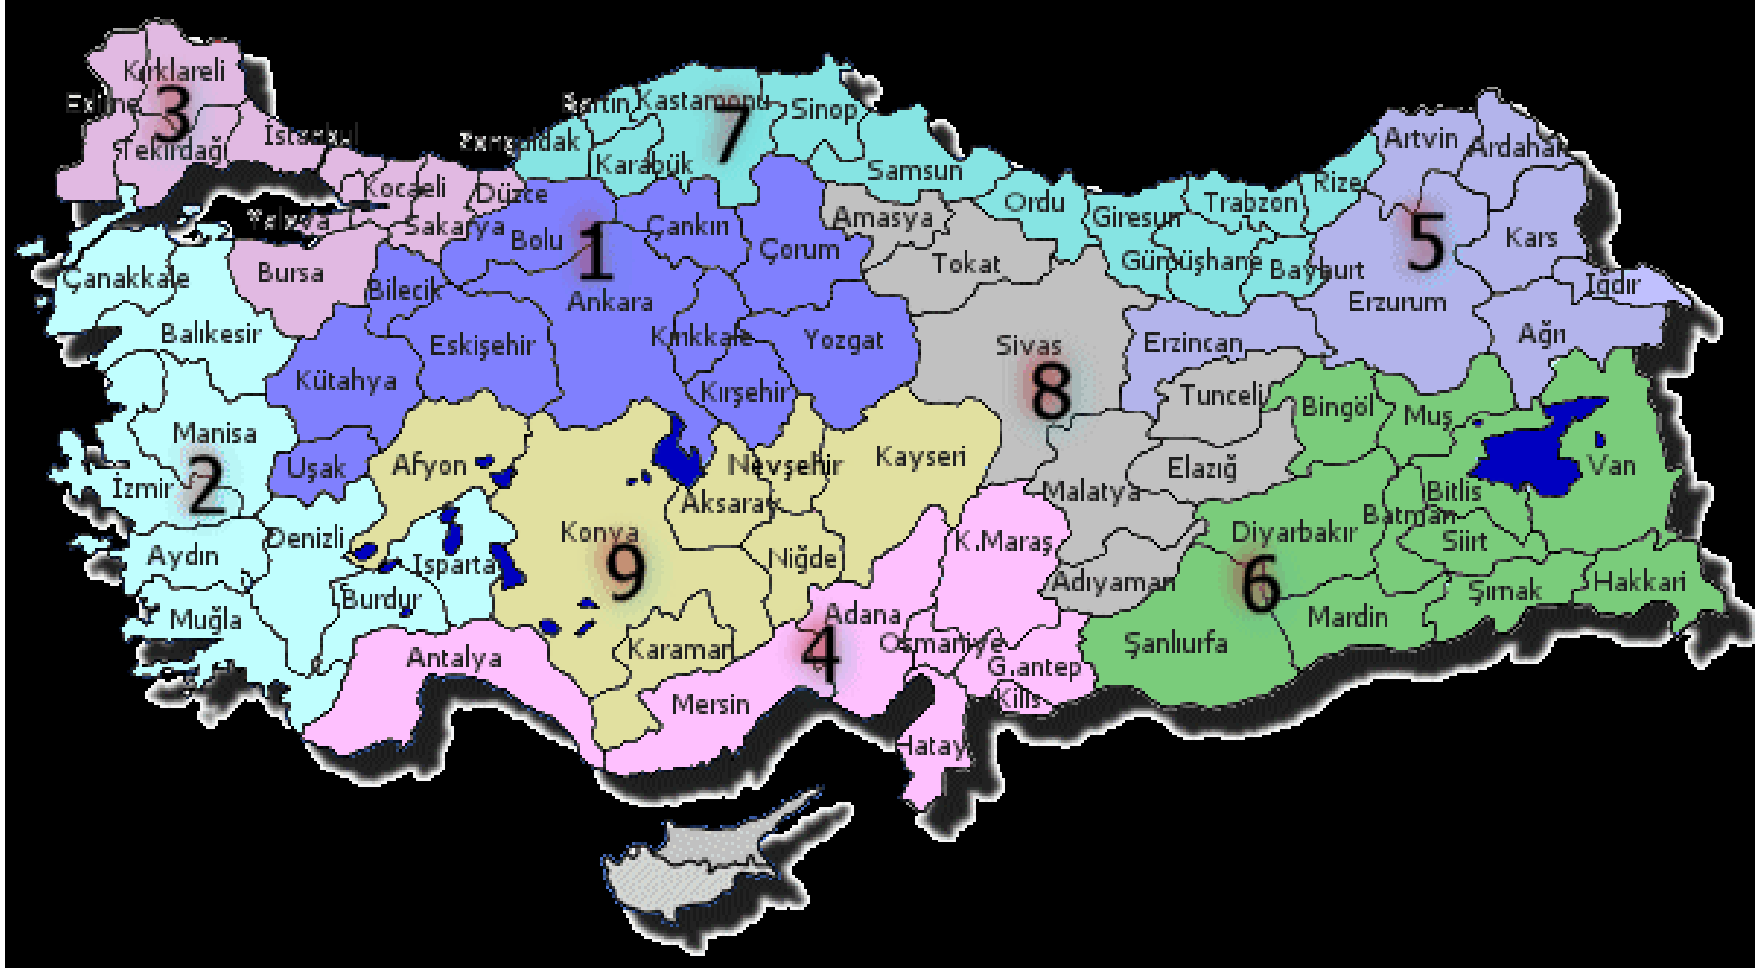 Kırklareli
Edirne
3
Tekirdağ
İstanbul
Kocaeli
Yalova
Sakarya
Düzce
Bursa
Zonguldak
Bartın
Kastamonu
Karabük
7
Sinop
Samsun
Ordu
Giresun
Trabzon
Rize
Gümüşhane
Bayburt
Artvin
Ardahan
5
Kars
Iğdır
Erzurum
Ağrı
Erzincan
Bolu
1
Çankırı
Çorum
Bilecik
Ankara
Eskişehir
Kırıkkale
Yozgat
Kütahya
Kırşehir
Uşak
Amasya
Tokat
Sivas
8
Tunceli
Elazığ
Malatya
Adıyaman
Bingöl
Muş
Van
Bitlis
Batman
Diyarbakır
Siirt
6
Şırnak
Hakkari
Mardin
Şanlıurfa
Çanakkale
Balıkesir
Manisa
İzmir
2
Aydın
Denizli
Muğla
Burdur
Isparta
Afyon
Konya
9
Nevşehir
Kayseri
Aksaray
Niğde
Karaman
Antalya
Mersin
4
Adana
Osmaniye
K.Maraş
G.antep
Kilis
Hatay